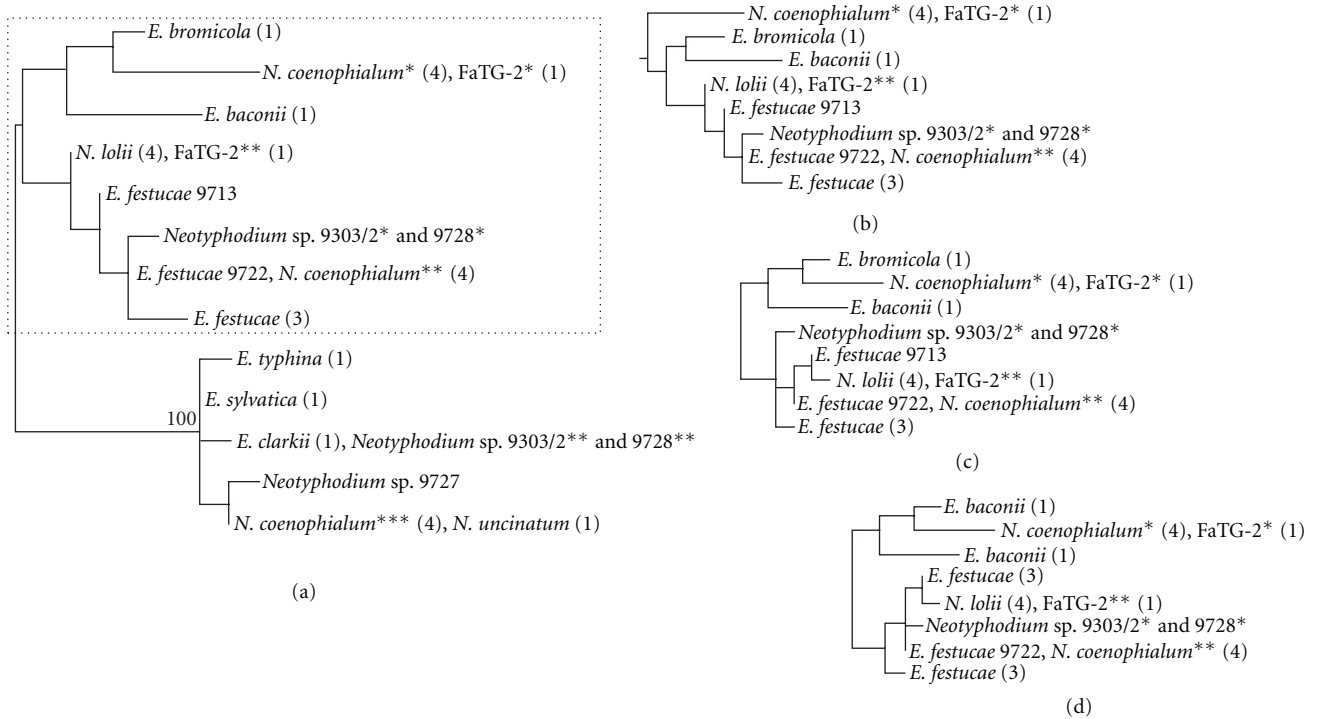 E. bromicola (1)
N. coenophialum* (4), FaTG-2* (1)
E. baconii (1)
N. lolii (4), FaTG-2** (1)
E. festucae 9713
Neotyphodium sp. 9303/2* and 9728*
E. festucae 9722, N. coenophialum** (4)
E. festucae (3)
E. typhina (1)
E. sylvatica (1)
100
E. clarkii (1), Neotyphodium sp. 9303/2** and 9728**
Neotyphodium sp. 9727
N. coenophialum*** (4), N. uncinatum (1)
(a)
N. coenophialum* (4), FaTG-2* (1)
E. bromicola (1)
E. baconii (1)
N. lolii (4), FaTG-2** (1)
E. festucae 9713
Neotyphodium sp. 9303/2* and 9728*
E. festucae 9722, N. coenophialum** (4)
E. festucae (3)
(b)
E. bromicola (1)
N. coenophialum* (4), FaTG-2* (1)
E. baconii (1)
Neotyphodium sp. 9303/2* and 9728*
E. festucae 9713
N. lolii (4), FaTG-2** (1)
E. festucae 9722, N. coenophialum** (4)
E. festucae (3)
(c)
E. baconii (1)
N. coenophialum* (4), FaTG-2* (1)
E. baconii (1)
E. festucae (3)
N. lolii (4), FaTG-2** (1)
Neotyphodium sp. 9303/2* and 9728*
E. festucae 9722, N. coenophialum** (4)
E. festucae (3)
(d)